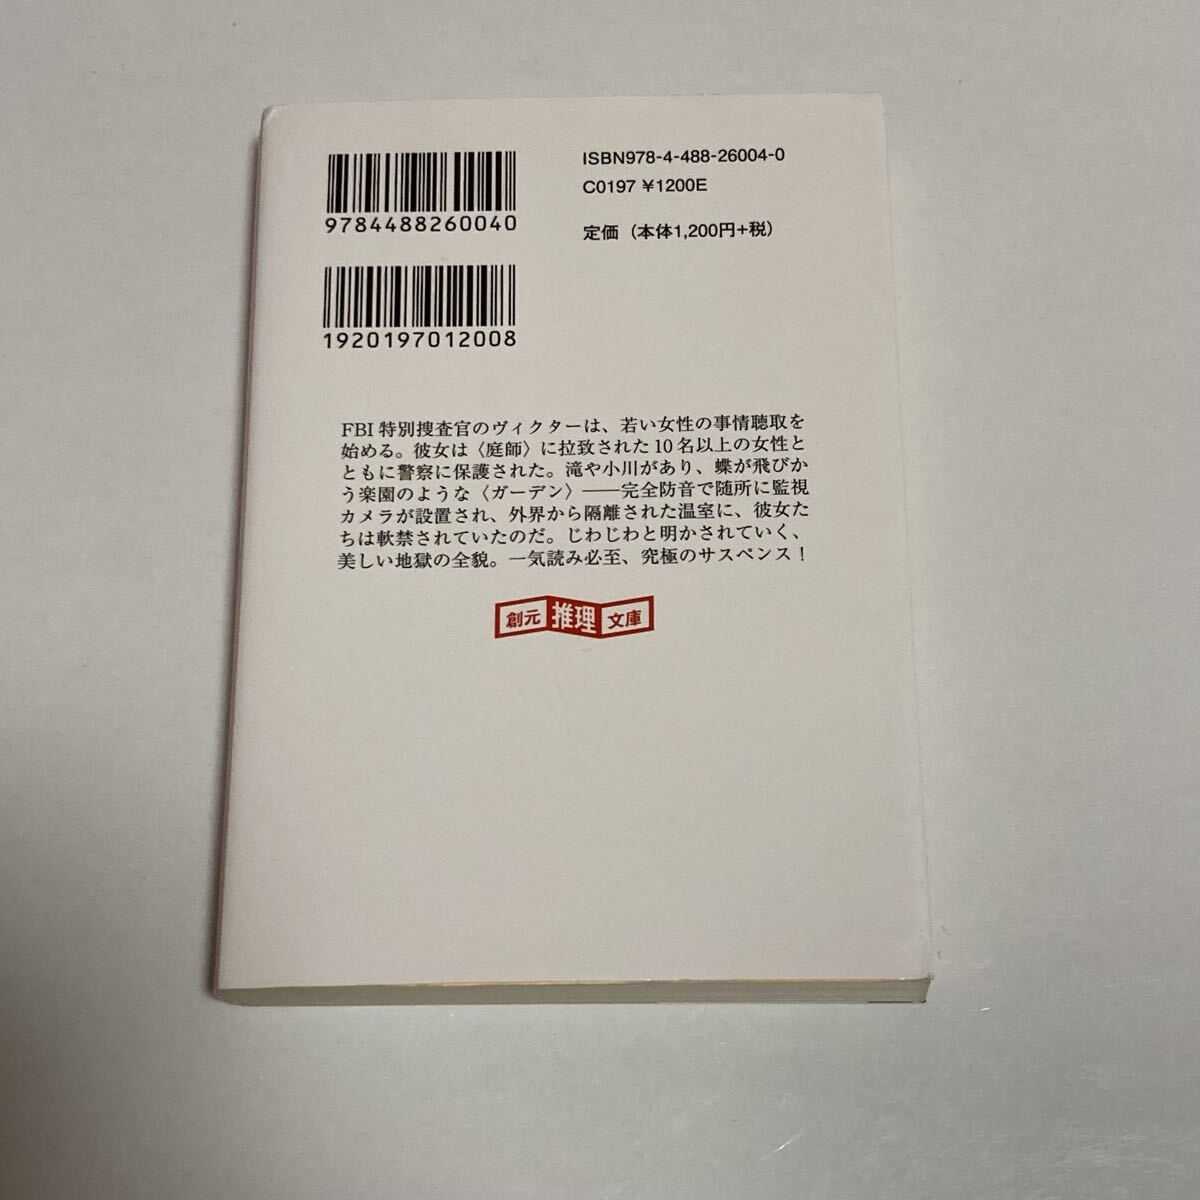 ISBN978-4-488-26004-0
C0197 ¥1200E
定価（本体1,200円+税）
9784488260040
1920197012008
FBI 特別捜査官のヴィクターは、若い女性の事情聴取を
始める。彼女は〈庭師〉に拉致された 10 名以上の女性と
ともに警察に保護された。滝や小川があり、蝶が飛びか
う楽園のような〈ガーデン〉——完全防音で随所に監視
カメラが設置され、外界から隔離された温室に、彼女た
ちは軟禁されていたのだ。じわじわと明かされていく、
美しい地獄の全貌。一気読み必至、究極のサスペンス！
創元推理文庫